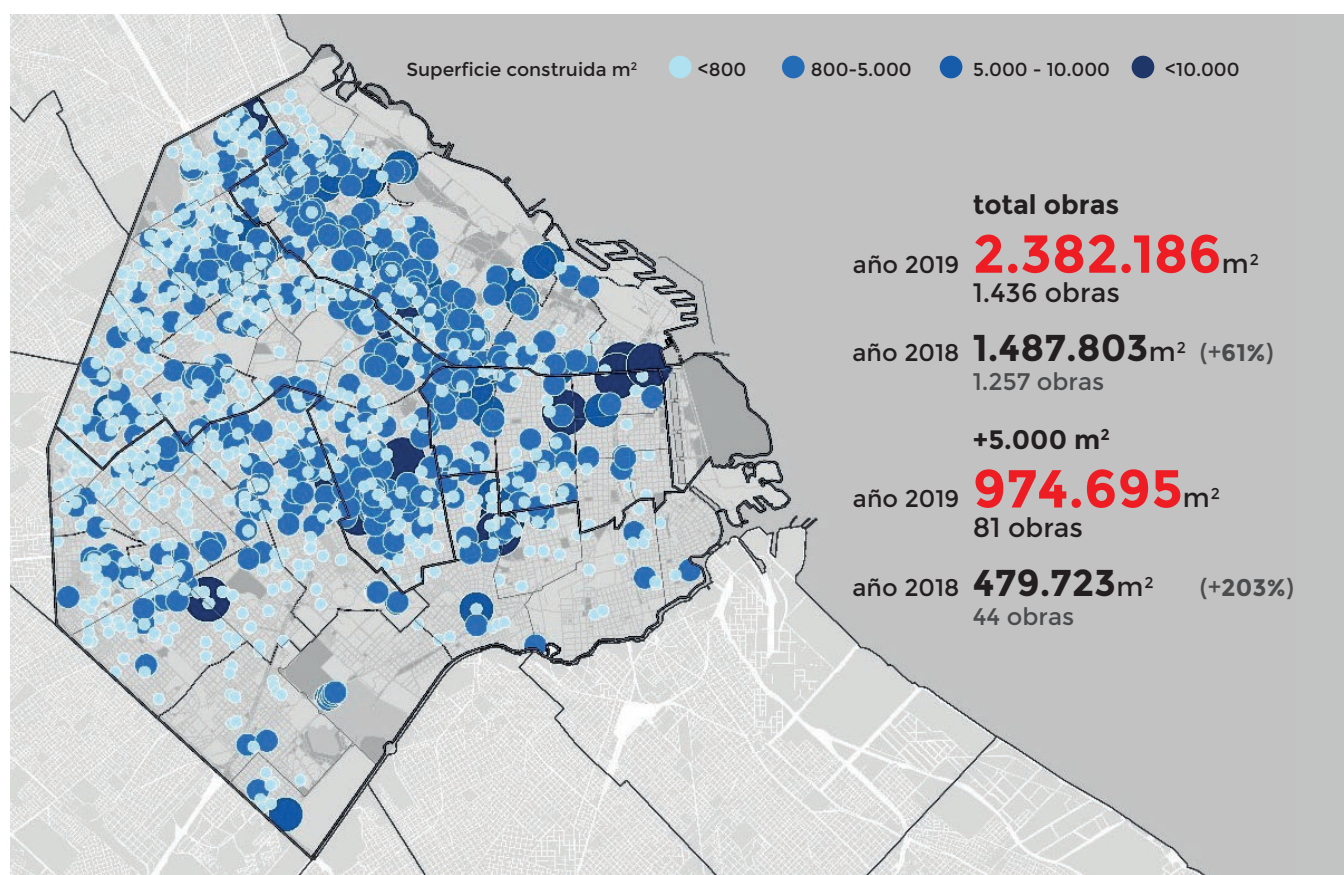 Superficie construida m² <800 800-5.000 5.000 - 10.000 <10.000
total obras
año 2019 2.382.186m²
1.436 obras
año 2018 1.487.803m² (+61%)
1.257 obras
+5.000 m²
año 2019 974.695m²
81 obras
año 2018 479.723m² (+203%)
44 obras